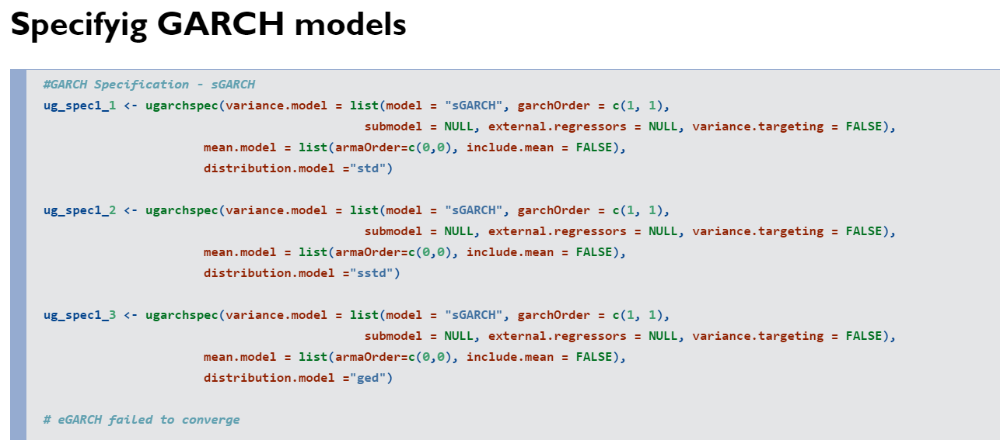 Specifyig GARCH models
#GARCH Specification - sGARCH
ug_spec1_1 <- ugarchspec(variance.model = list(model = "sGARCH", garchOrder = c(1, 1),
submodel = NULL, external.regressors = NULL, variance.targeting = FALSE),
mean.model = list(armaOrder=c(0,0), include.mean = FALSE),
distribution.model ="std")
ug_spec1_2 <- ugarchspec(variance.model = list(model = "sGARCH", garchOrder = c(1, 1),
submodel = NULL, external.regressors = NULL, variance.targeting = FALSE),
mean.model = list(armaOrder=c(0,0), include.mean = FALSE),
distribution.model ="sstd")
ug_spec1_3 <- ugarchspec(variance.model = list(model = "sGARCH", garchOrder = c(1, 1),
submodel = NULL, external.regressors = NULL, variance.targeting = FALSE),
mean.model = list(armaOrder=c(0,0), include.mean = FALSE),
distribution.model ="ged")
# eGARCH failed to converge